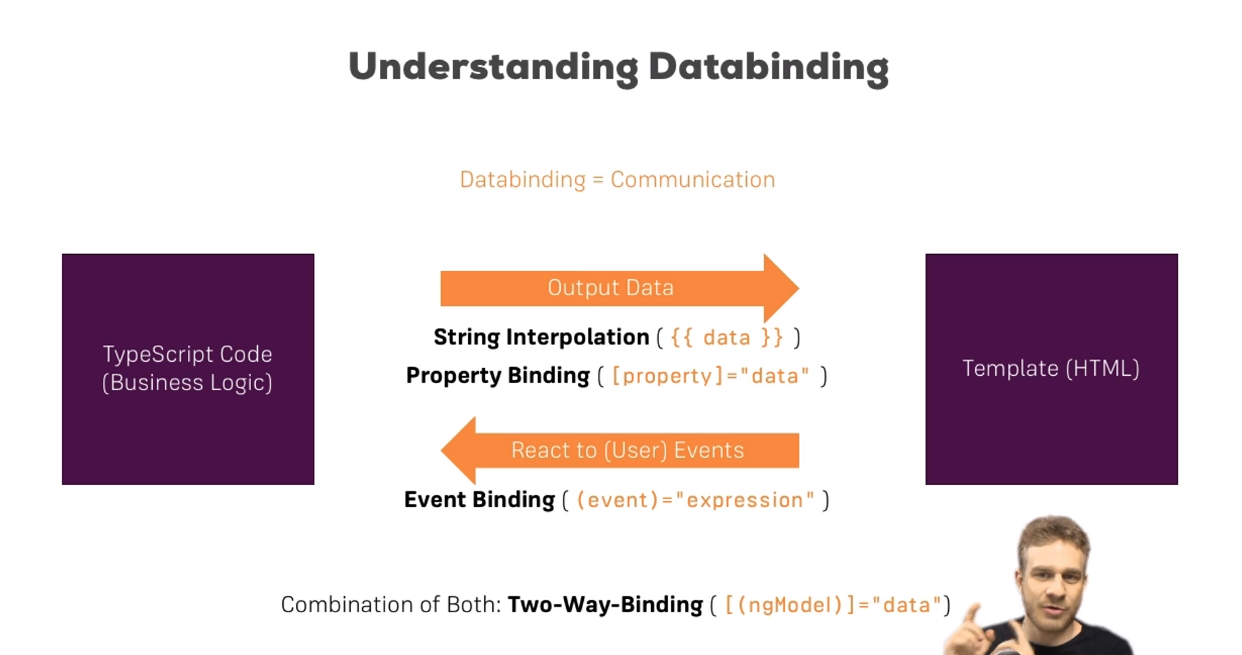 Understanding Databinding
Databinding = Communication
TypeScript Code
(Business Logic)
Output Data
String Interpolation ( {{ data }} )
Property Binding ( [property]="data" )
React to (User) Events
Event Binding ( (event)="expression" )
Template (HTML)
Combination of Both: Two-Way-Binding ( [(ngModel)]="data")